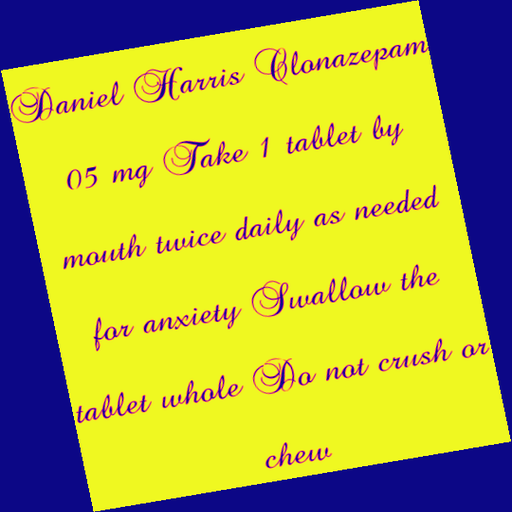 Daniel Harris Clonazepam
05 mg Take 1 tablet by
mouth twice daily as needed
for anxiety Swallow the
tablet whole Do not crush or
chew